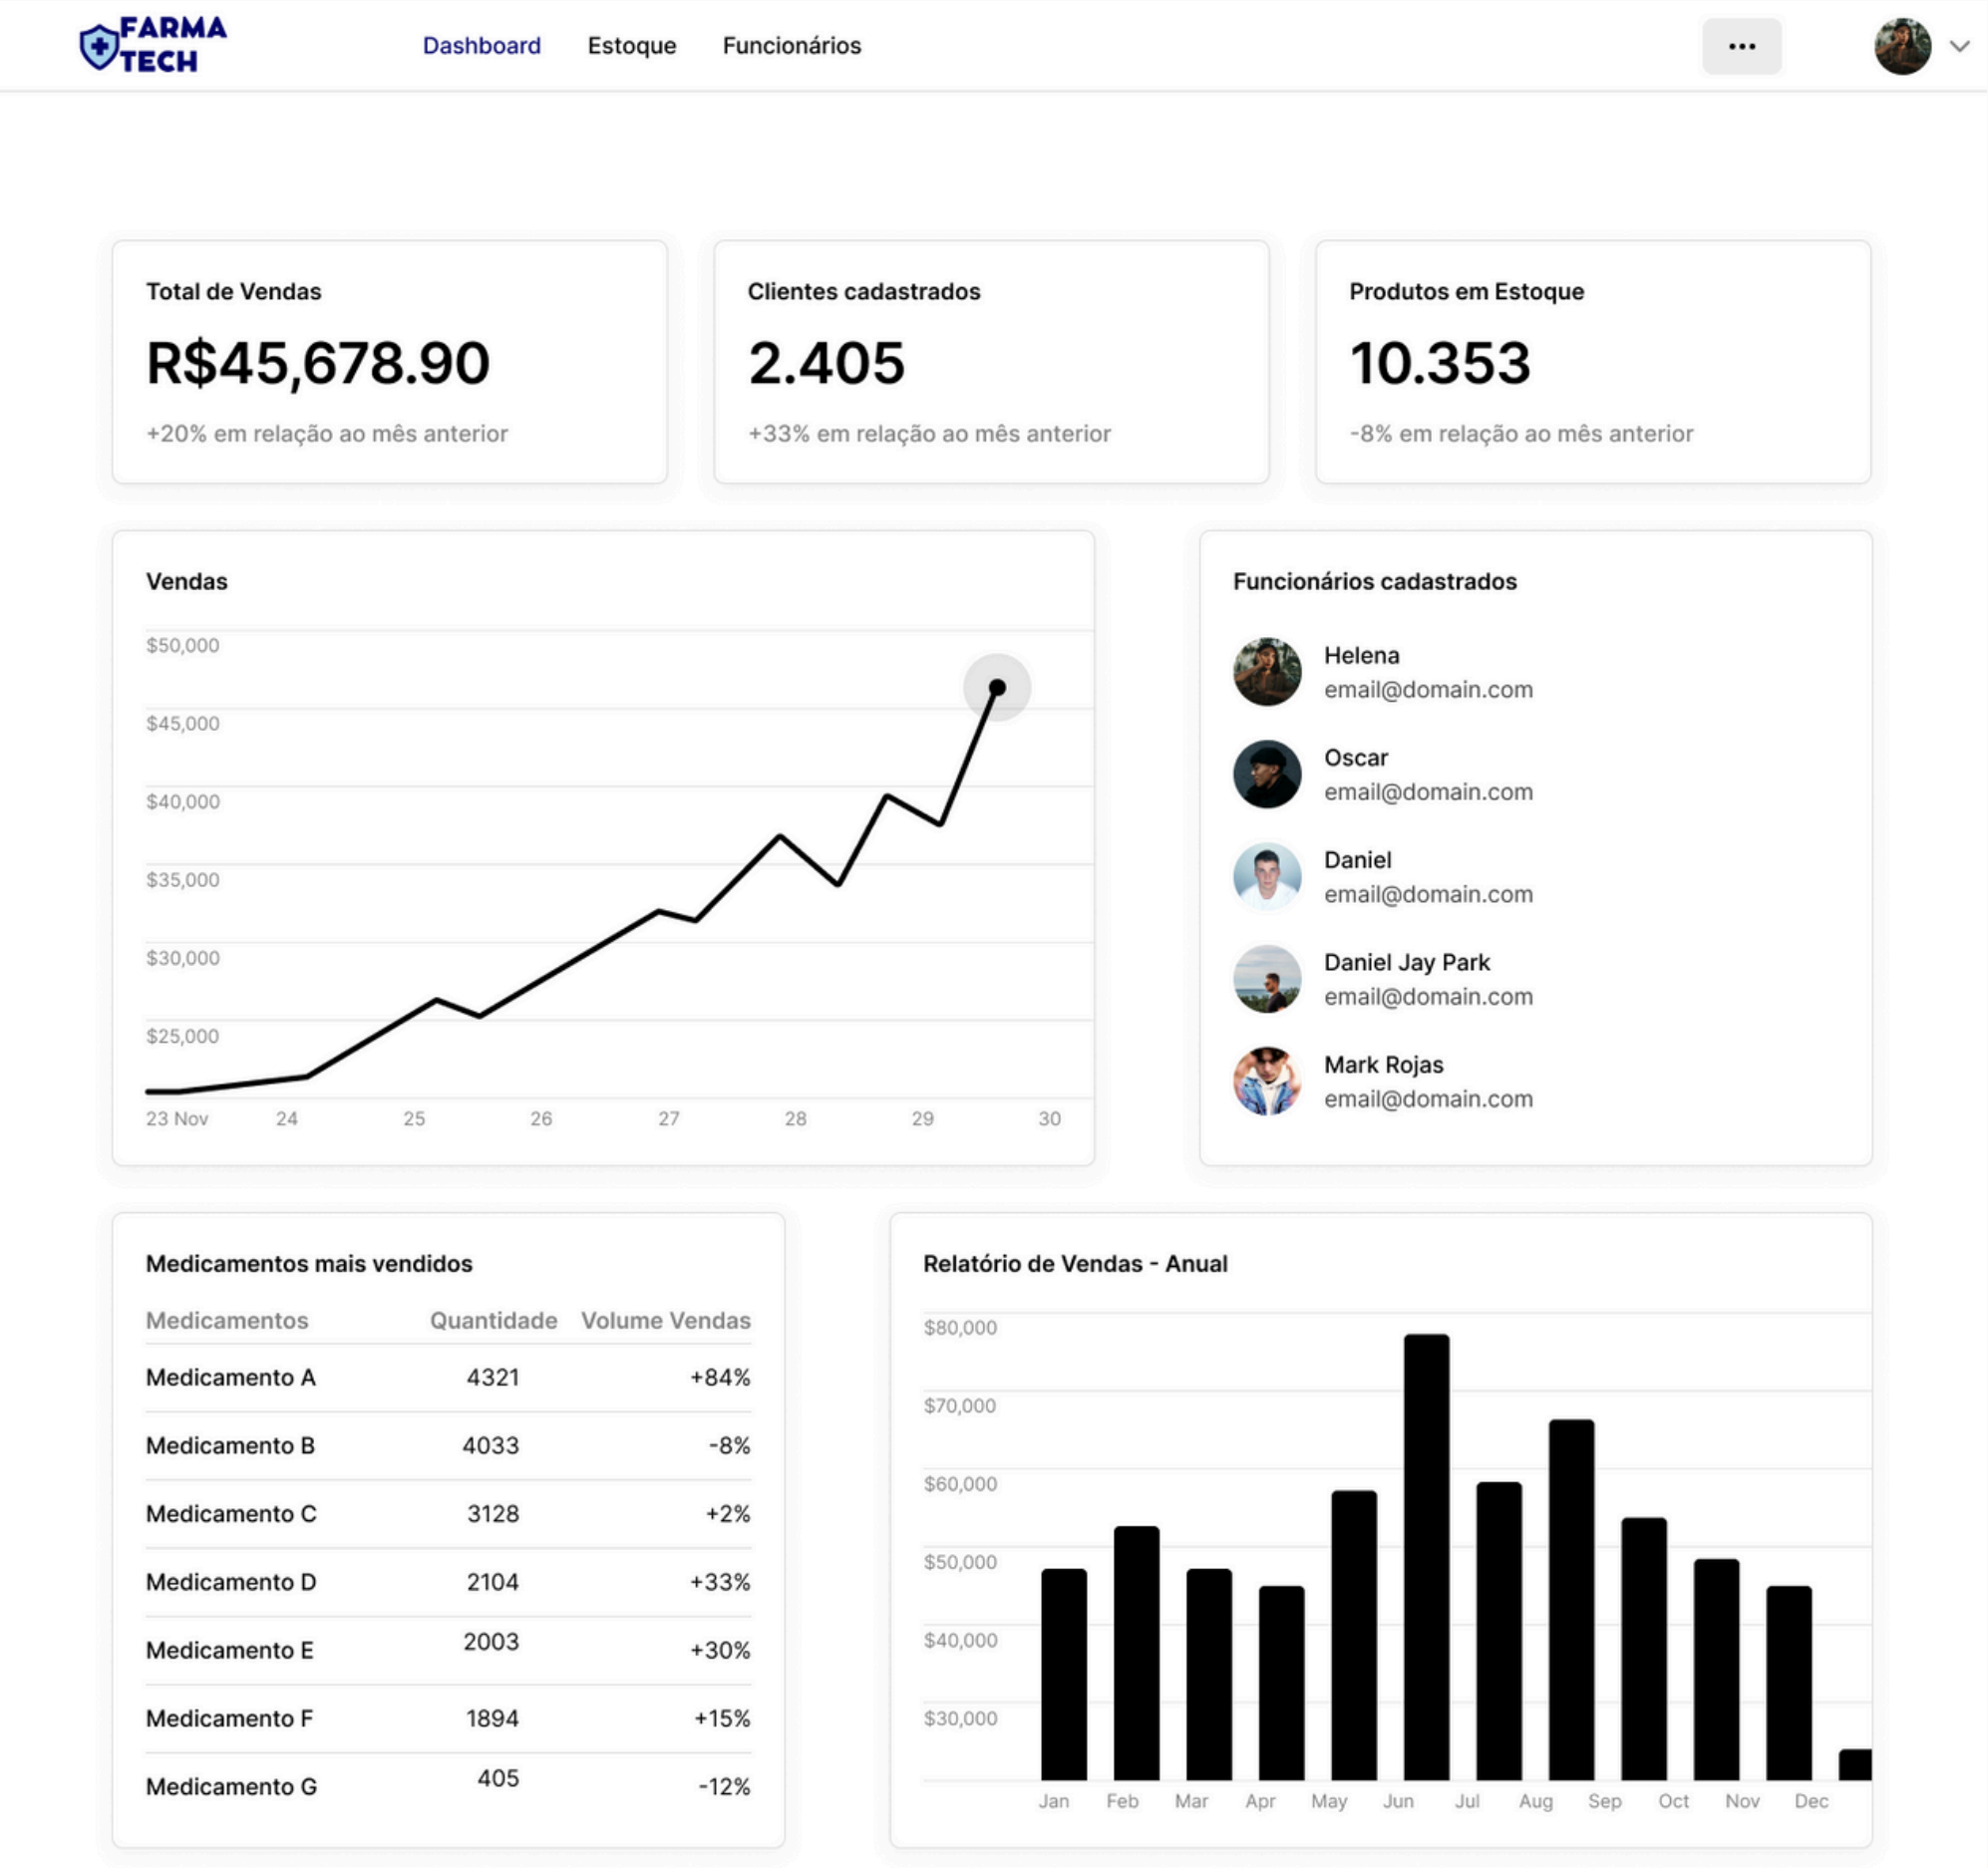 FARMA
TECH
Dashboard Estoque Funcionários
Total de Vendas
R$45,678.90
+20% em relação ao mês anterior
Clientes cadastrados
2.405
+33% em relação ao mês anterior
Produtos em Estoque
10.353
-8% em relação ao mês anterior
Vendas
$50,000
$45,000
$40,000
$35,000
$30,000
$25,000
23 Nov 24 25 26 27 28 29 30
Funcionários cadastrados
Helena
email@domain.com
Oscar
email@domain.com
Daniel
email@domain.com
Daniel Jay Park
email@domain.com
Mark Rojas
email@domain.com
Medicamentos mais vendidos
Medicamentos Quantidade Volume Vendas
Medicamento A 4321 +84%
Medicamento B 4033 -8%
Medicamento C 3128 +2%
Medicamento D 2104 +33%
Medicamento E 2003 +30%
Medicamento F 1894 +15%
Medicamento G 405 -12%
Relatório de Vendas - Anual
$80,000
$70,000
$60,000
$50,000
$40,000
$30,000
Jan Feb Mar Apr May Jun Jul Aug Sep Oct Nov Dec